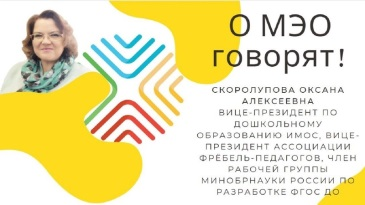 О МЭО
говорят!
СКОРОЛУПОВА ОКСАНА
АЛЕКСЕЕВНА
ВИЦЕ-ПРЕЗИДЕНТ ПО
ДОШКОЛЬНОМУ
ОБРАЗОВАНИЮ ИМОС, ВИЦЕ-
ПРЕЗИДЕНТ АССОЦИАЦИИ
ФРЁБЕЛЬ-ПЕДАГОГОВ, ЧЛЕН
РАБОЧЕЙ ГРУППЫ
МИНОБРНАУКИ РОССИИ ПО
РАЗРАБОТКЕ ФГОС ДО